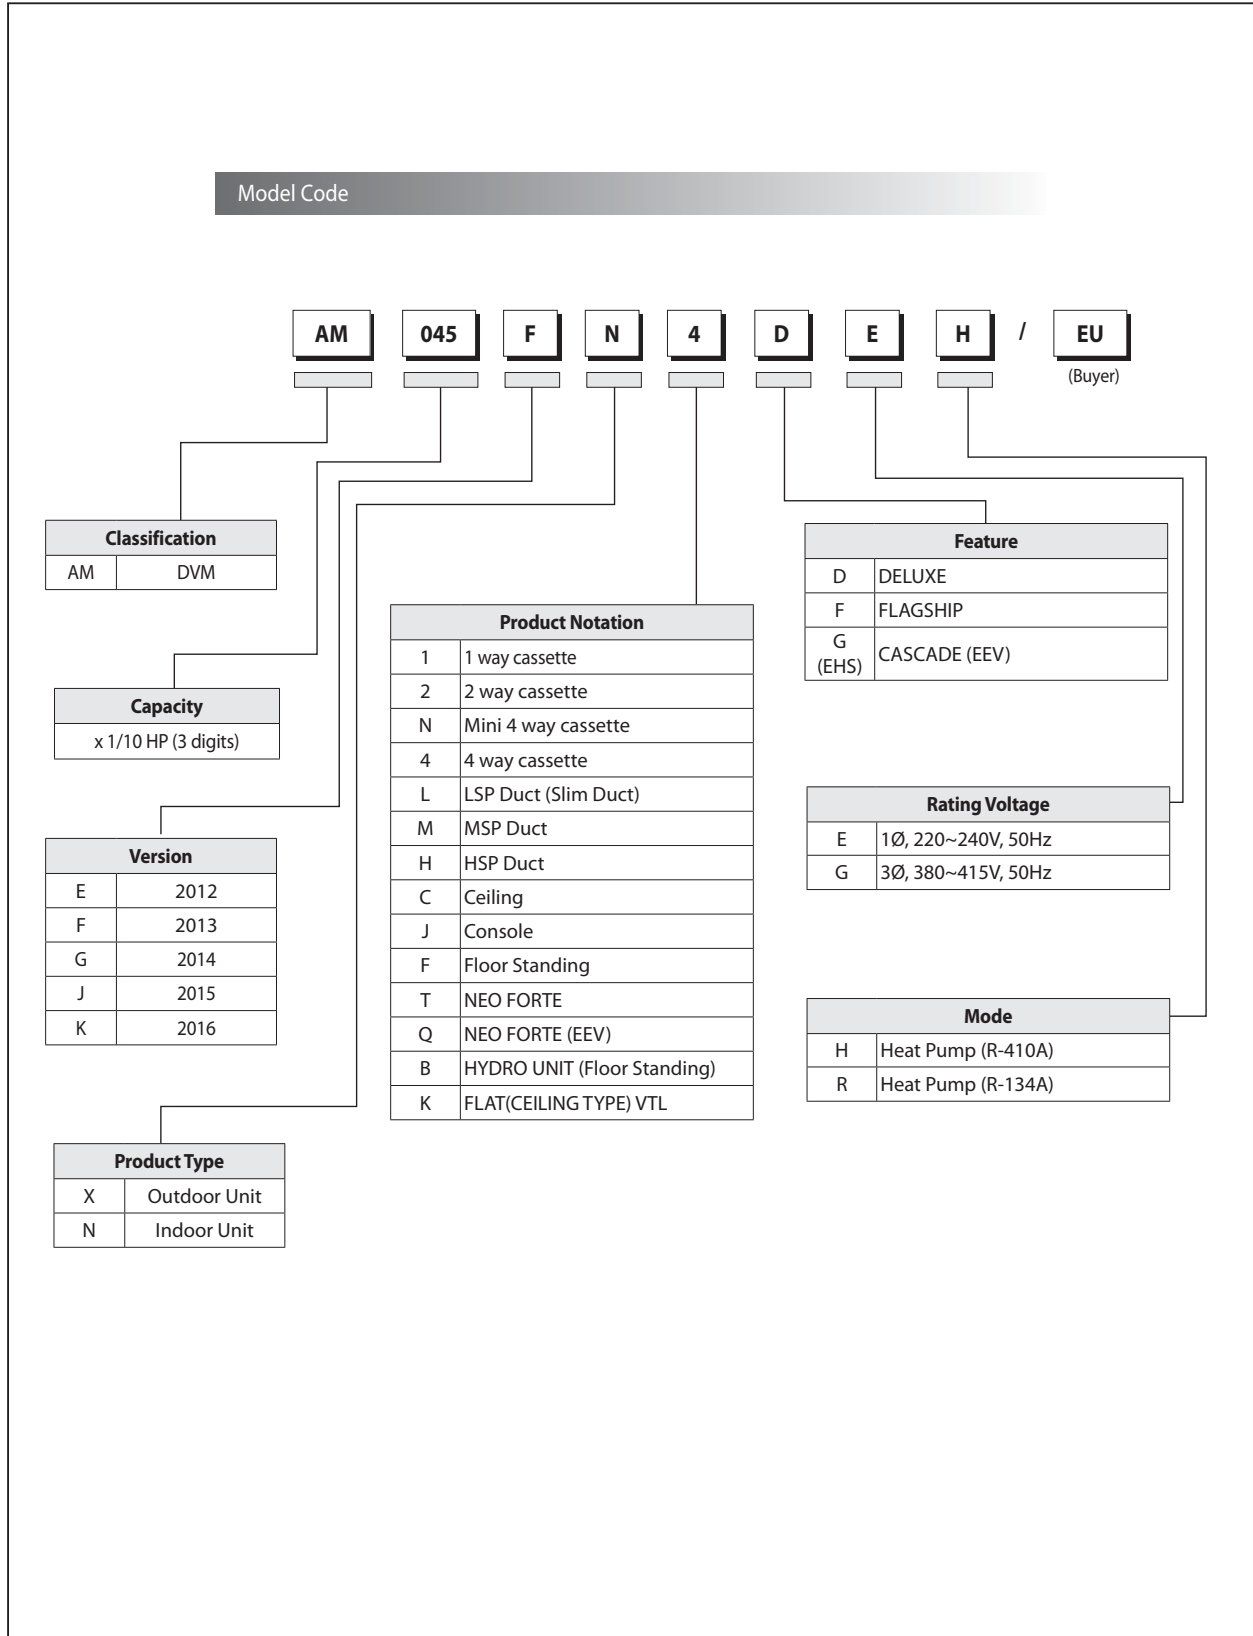 Model Code
AM 045 F N 4 D E H / EU
(Buyer)
Classification
AM DVM
Capacity
x 1/10 HP (3 digits)
Version
E 2012
F 2013
G 2014
J 2015
K 2016
Product Type
X Outdoor Unit
N Indoor Unit
Product Notation
1 1 way cassette
2 2 way cassette
N Mini 4 way cassette
4 4 way cassette
L LSP Duct (Slim Duct)
M MSP Duct
H HSP Duct
C Ceiling
J Console
F Floor Standing
T NEO FORTE
Q NEO FORTE (EEV)
B HYDRO UNIT (Floor Standing)
K FLAT(CEILING TYPE) VTL
Feature
D DELUXE
F FLAGSHIP
G
(EHS) CASCADE (EEV)
Rating Voltage
E 1Ø, 220~240V, 50Hz
G 3Ø, 380~415V, 50Hz
Mode
H Heat Pump (R-410A)
R Heat Pump (R-134A)